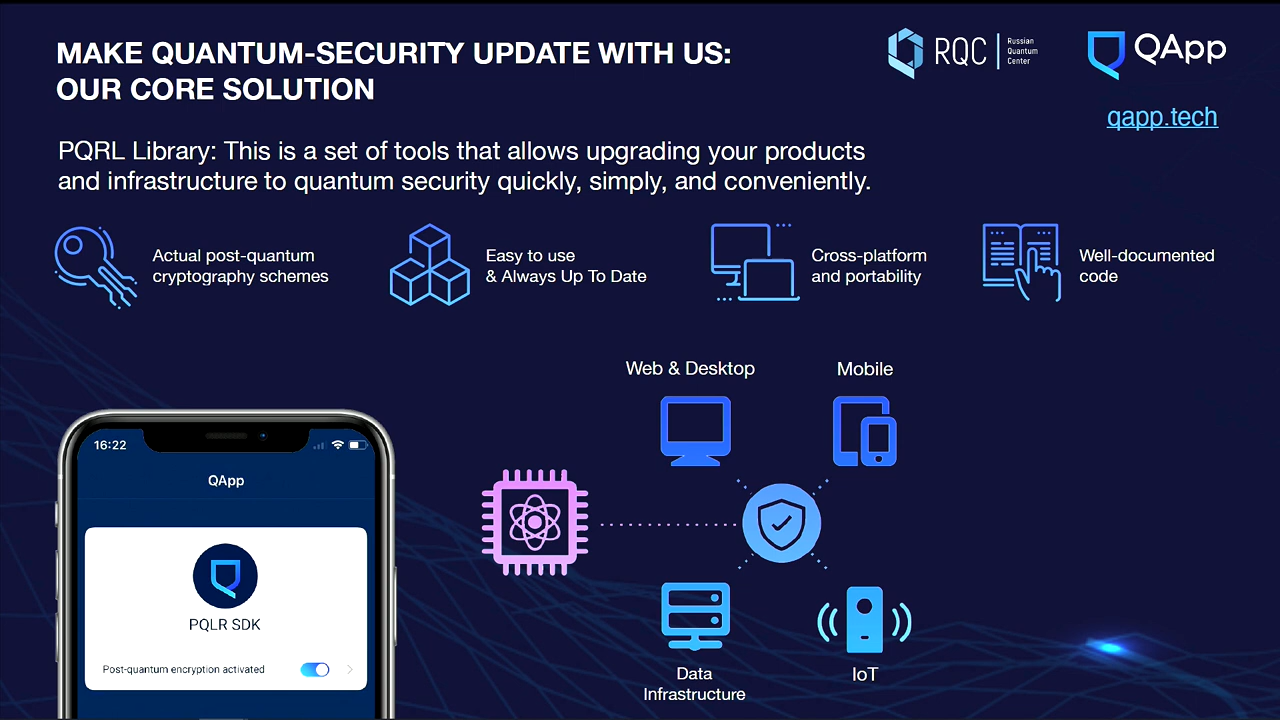 MAKE QUANTUM-SECURITY UPDATE WITH US:
OUR CORE SOLUTION
RQC
Russian
Quantum
Center
QApp
qapp.tech
PQRL Library: This is a set of tools that allows upgrading your products
and infrastructure to quantum security quickly, simply, and conveniently.
Actual post-quantum
cryptography schemes
Easy to use
& Always Up To Date
Cross-platform
and portability
Well-documented
code
Web & Desktop
Mobile
16:22
QApp
PQLR SDK
Post-quantum encryption activated
Data
Infrastructure
IoT